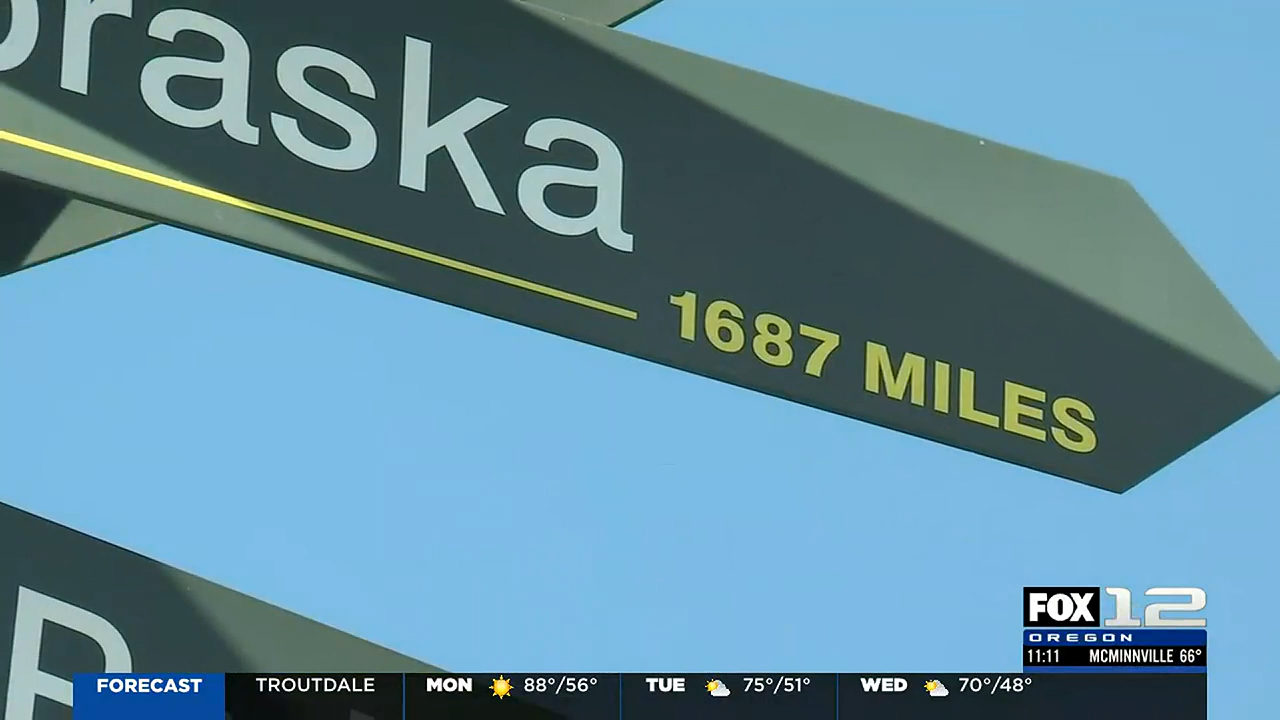 raska
1687 MILES
R
FOX 12
OREGON
11:11 MCMINNVILLE 66°
FORECAST TROUTDALE MON 88°/56° TUE 75°/51° WED 70°/48°